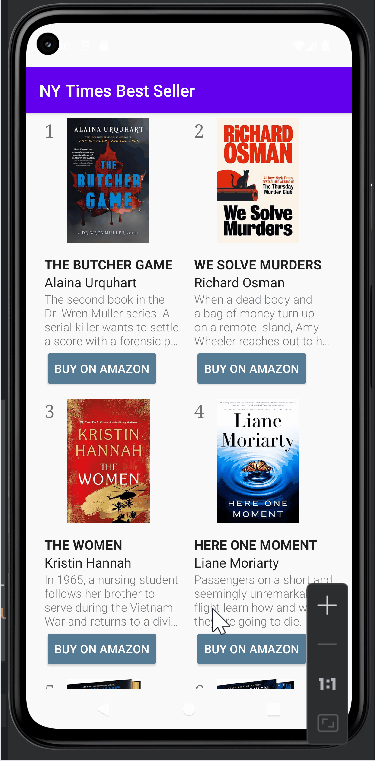 NY Times Best Seller
1
ALAINA URQUHART
THE
BUTCHER
GAME
2
RICHARD
OSMAN
The Thursday
Murder Club
We Solve
Murders
THE BUTCHER GAME
Alaina Urquhart
The second book in the
Dr. Wren Muller series. A
serial killer wants to settle
a score with a forensic p...
BUY ON AMAZON
WE SOLVE MURDERS
Richard Osman
When a dead body and
a bag of money turn up
on a remote island, Amy
Wheeler reaches out to h...
BUY ON AMAZON
3
KRISTIN
HANNAH
THE
WOMEN
4
Liane
Moriarty
HERE ONE
MOMENT
THE WOMEN
Kristin Hannah
In 1965, a nursing student
follows her brother to
serve during the Vietnam
War and returns to a divi...
BUY ON AMAZON
HERE ONE MOMENT
Liane Moriarty
Passengers on a short and
seemingly
flight learn how and
going to die.
BUY ON AMAZON
1:1